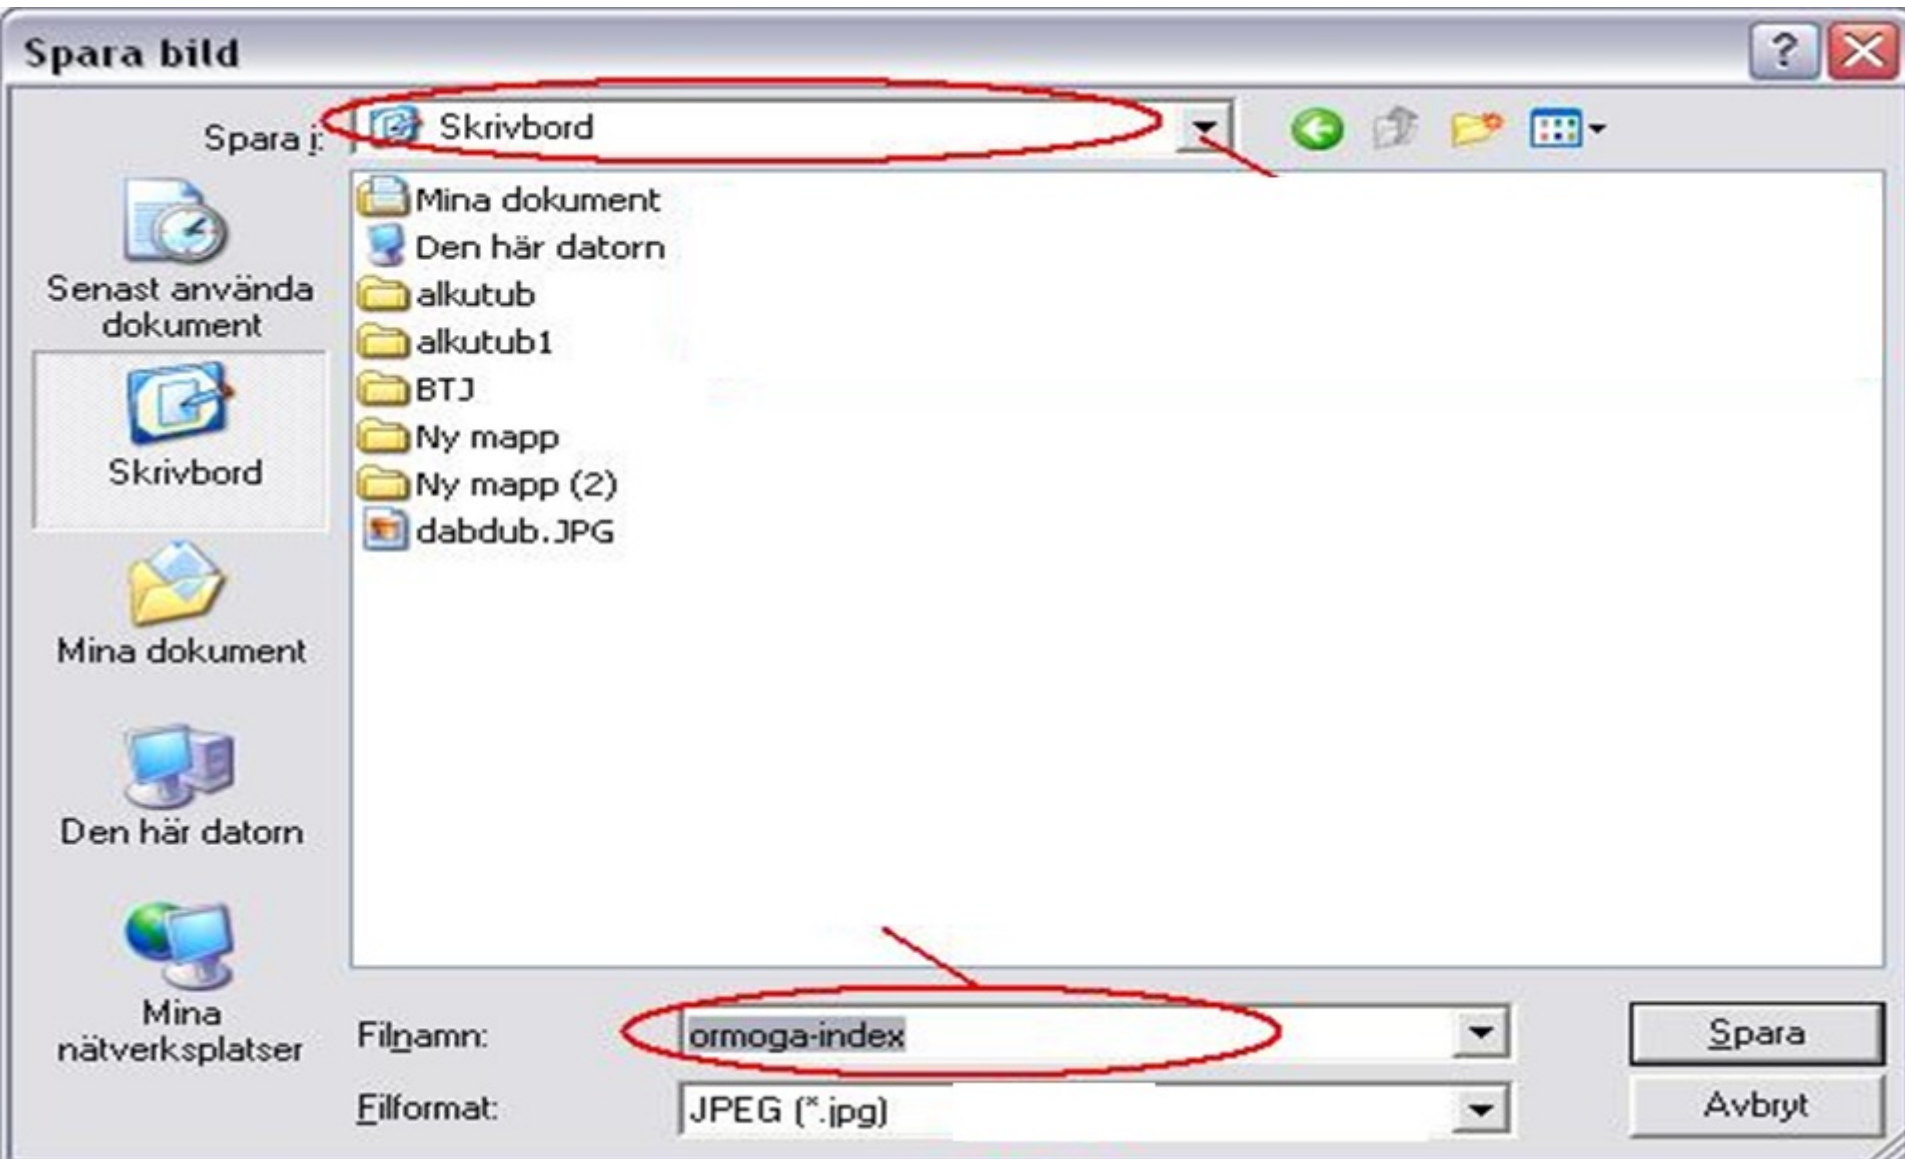 Spara bild
Spara i: Skrivbord
Mina dokument
Den här datorn
alkutub
alkutub1
BTJ
Ny mapp
Ny mapp (2)
dabdub.JPG
Senast använda
dokument
Skrivbord
Mina dokument
Den här datorn
Mina
nätverksplatser
Filnamn: ormoga-index
Spara
Filformat: JPEG (*.jpg)
Avbryt